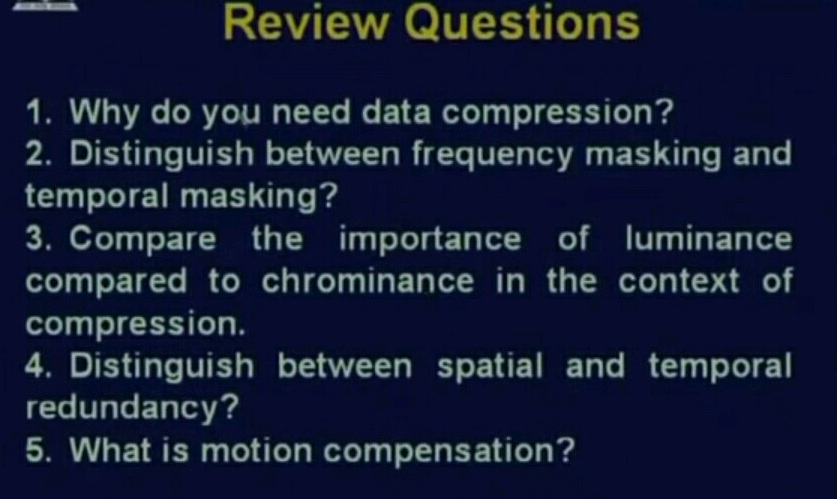 Review Questions
1. Why do you need data compression?
2. Distinguish between frequency masking and
temporal masking?
3. Compare the importance of luminance
compared to chrominance in the context of
compression.
4. Distinguish between spatial and temporal
redundancy?
5. What is motion compensation?